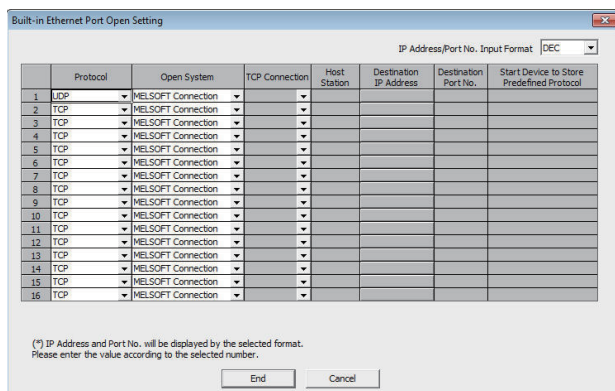 Built-in Ethernet Port Open Setting
IP Address/Port No. Input Format DEC
Protocol Open System TCP Connection Host Station Destination IP Address Destination Port No. Start Device to Store Predefined Protocol
1 UDP MELSOFT Connection
2 TCP MELSOFT Connection
3 TCP MELSOFT Connection
4 TCP MELSOFT Connection
5 TCP MELSOFT Connection
6 TCP MELSOFT Connection
7 TCP MELSOFT Connection
8 TCP MELSOFT Connection
9 TCP MELSOFT Connection
10 TCP MELSOFT Connection
11 TCP MELSOFT Connection
12 TCP MELSOFT Connection
13 TCP MELSOFT Connection
14 TCP MELSOFT Connection
15 TCP MELSOFT Connection
16 TCP MELSOFT Connection
(*) IP Address and Port No. will be displayed by the selected format.
Please enter the value according to the selected number.
End Cancel